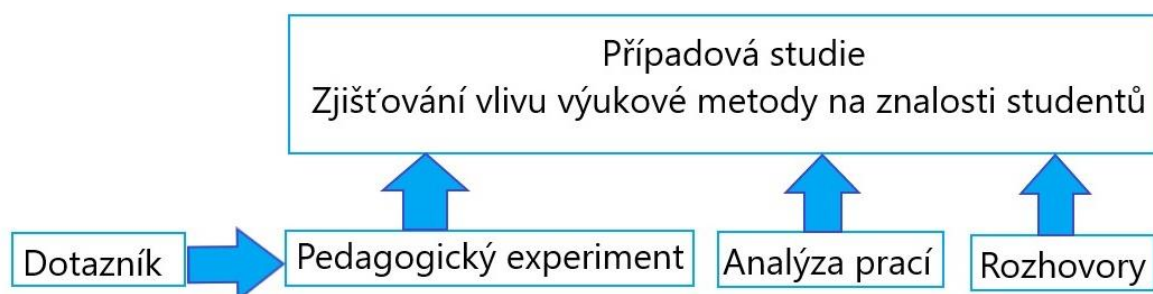 Případová studie
Zjišťování vlivu výukové metody na znalosti studentů
Dotazník
Pedagogický experiment
Analýza prací
Rozhovory